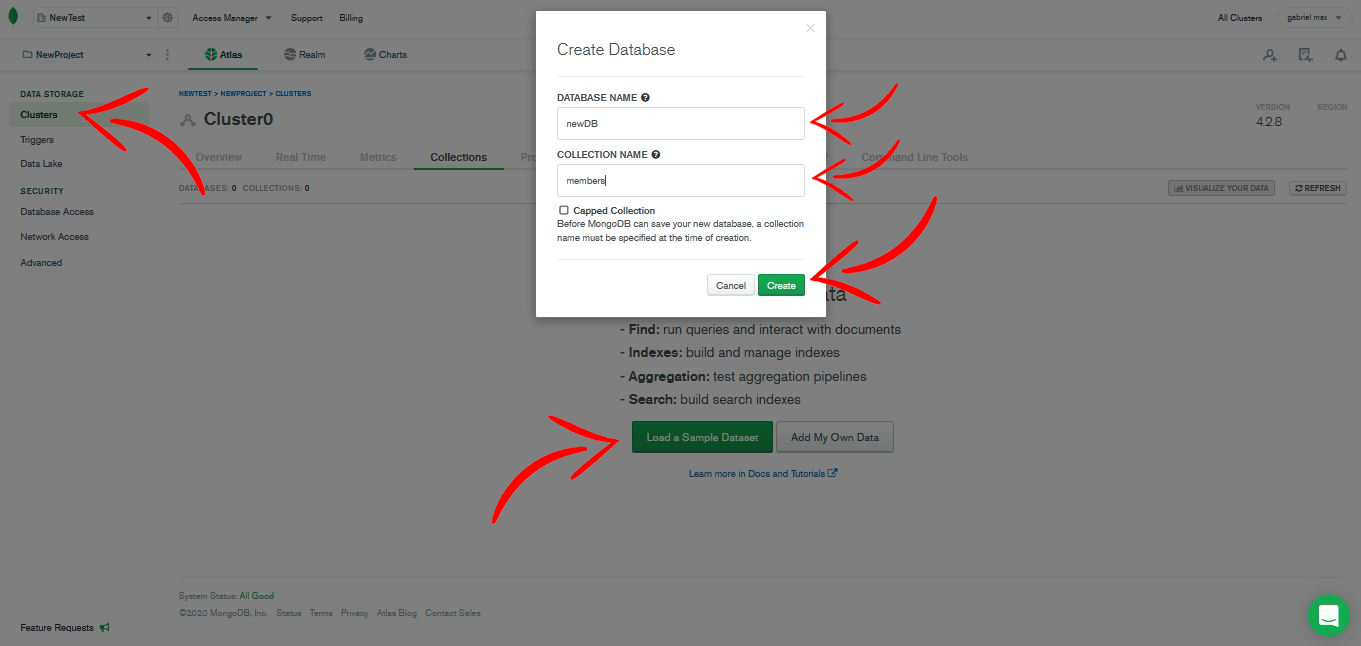 NewTest
Access Manager
Support
Billing
All Clusters
gabriel max
NewProject
Atlas
Realm
Charts
DATA STORAGE
Clusters
Triggers
Data Lake
SECURITY
Database Access
Network Access
Advanced
Feature Requests
NEWTEST > NEWPROJECT > CLUSTERS
Cluster0
VERSION
4.2.8
REGION
Overview
Real Time
Metrics
Collections
Command Line Tools
DATABASES: 0 COLLECTIONS: 0
VISUALIZE YOUR DATA
REFRESH
Create Database
DATABASE NAME
newDB
COLLECTION NAME
members
Capped Collection
Before MongoDB can save your new database, a collection
name must be specified at the time of creation.
Cancel
Create
- Find: run queries and interact with documents
- Indexes: build and manage indexes
- Aggregation: test aggregation pipelines
- Search: build search indexes
Load a Sample Dataset
Add My Own Data
Learn more in Docs and Tutorials
System Status: All Good
©2020 MongoDB, Inc. Status Terms Privacy Atlas Blog Contact Sales